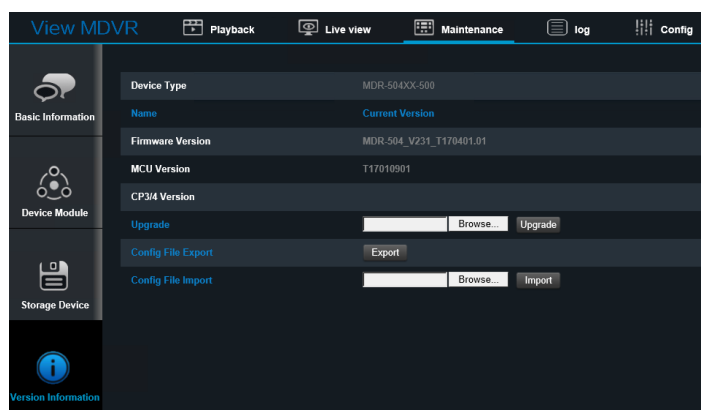 View MDVR Playback Live view Maintenance log Config
Basic Information
Device Module
Storage Device
Version Information
Device Type MDR-504XX-500
Name Current Version
Firmware Version MDR-504_V231_T170401.01
MCU Version T17010901
CP3/4 Version
Upgrade Browse... Upgrade
Config File Export Export
Config File Import Browse... Import